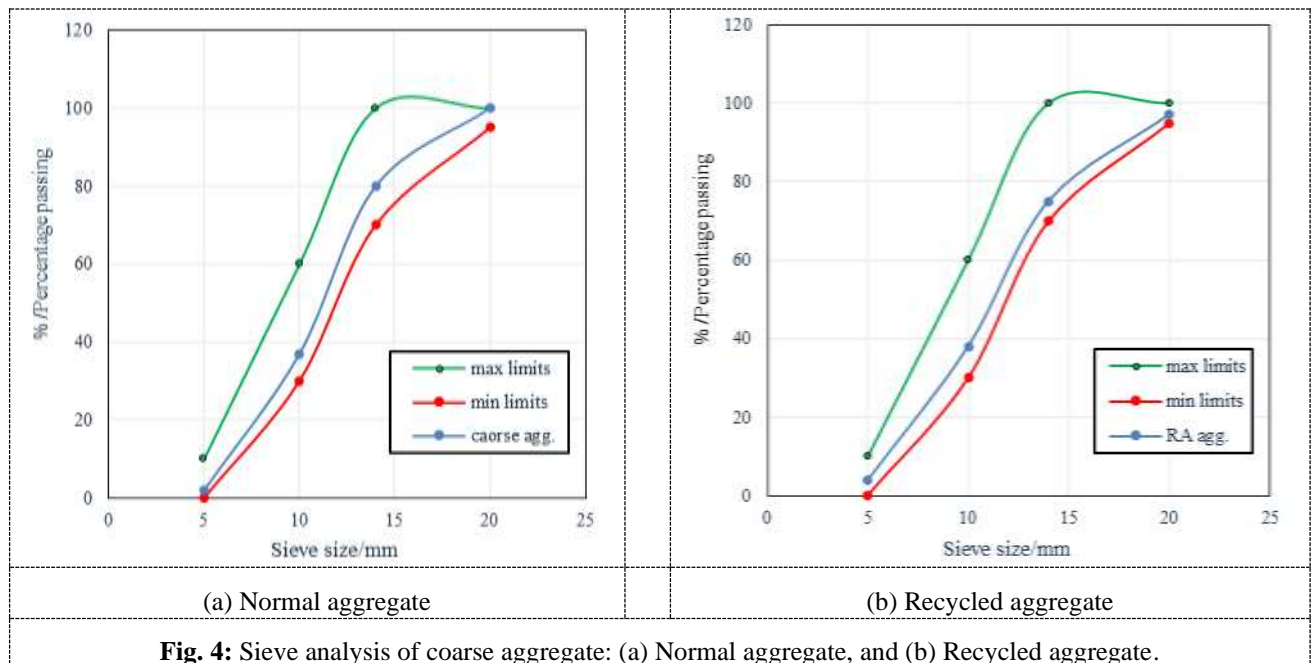 120
100
80
60
40
20
0
% /Percentage passing
max limits
min limits
caorse agg.
0 5 10 15 20 25
Sieve size/mm
120
100
80
60
40
20
0
% /Percentage passing
max limits
min limits
RA agg.
0 5 10 15 20 25
Sieve size/mm
(a) Normal aggregate
(b) Recycled aggregate
Fig. 4: Sieve analysis of coarse aggregate: (a) Normal aggregate, and (b) Recycled aggregate.